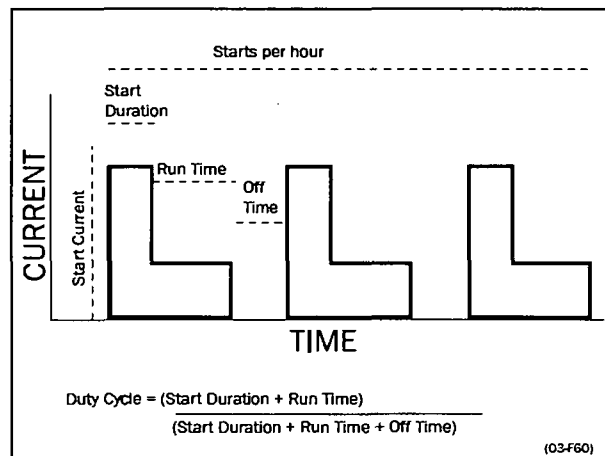 Starts per hour
Start
Duration
Run Time
Off
Time
Start Current
CURRENT
TIME
Duty Cycle = (Start Duration + Run Time)
(Start Duration + Run Time + Off Time)
(03-F60)